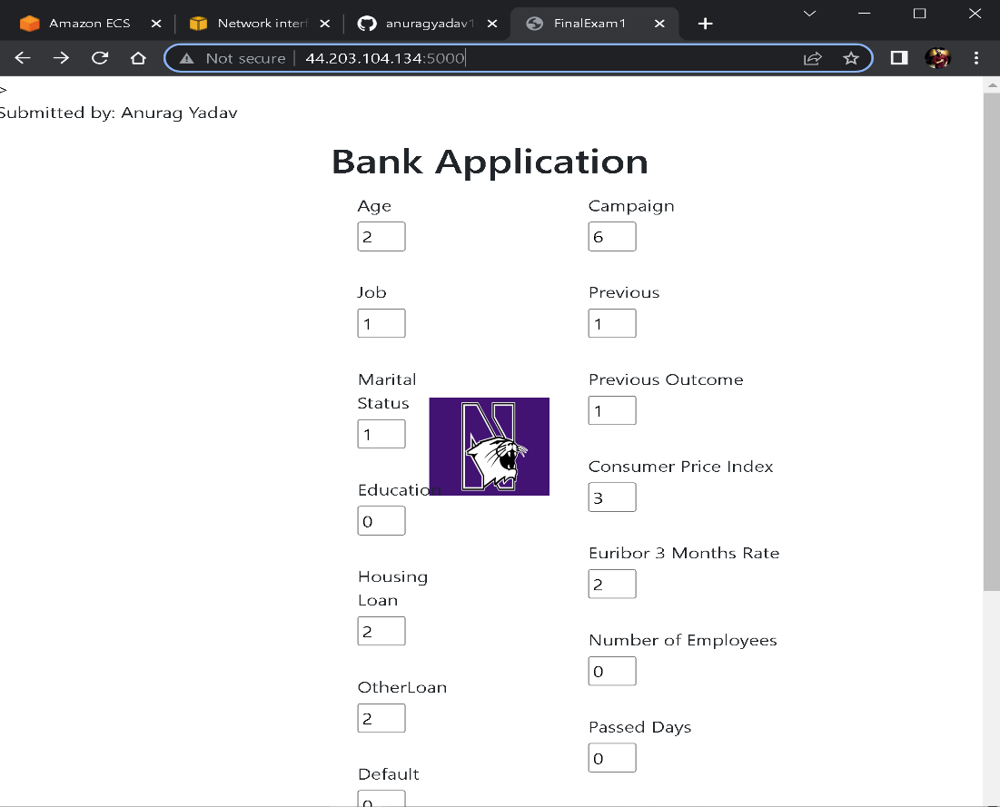 Amazon ECS
Network interf
anuragyadav1
FinalExam1
Not secure | 44.203.104.134:5000
>
Submitted by: Anurag Yadav
Bank Application
Age
2
Job
1
Marital
Status
1
Education
0
Housing
Loan
2
OtherLoan
2
Default
0
N
Campaign
6
Previous
1
Previous Outcome
1
Consumer Price Index
3
Euribor 3 Months Rate
2
Number of Employees
0
Passed Days
0